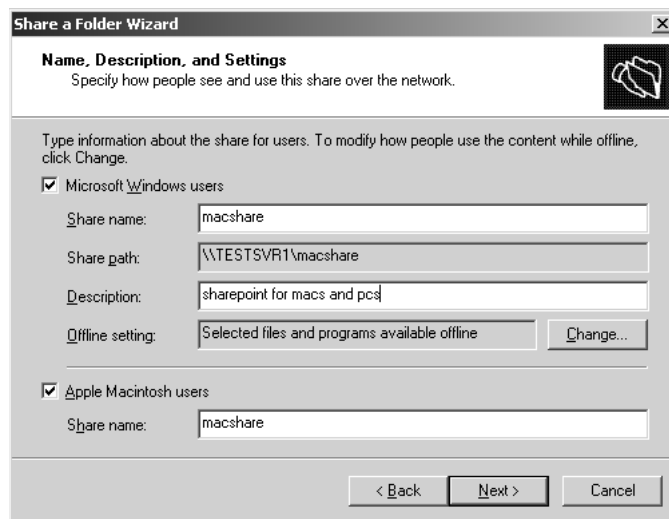 Share a Folder Wizard
Name, Description, and Settings
Specify how people see and use this share over the network.
Type information about the share for users. To modify how people use the content while offline,
click Change.
Microsoft Windows users
Share name:
macshare
Share path:
\\TESTSVR1\macshare
Description:
sharepoint for macs and pcs
Offline setting:
Selected files and programs available offline
Change...
Apple Macintosh users
Share name:
macshare
< Back
Next >
Cancel